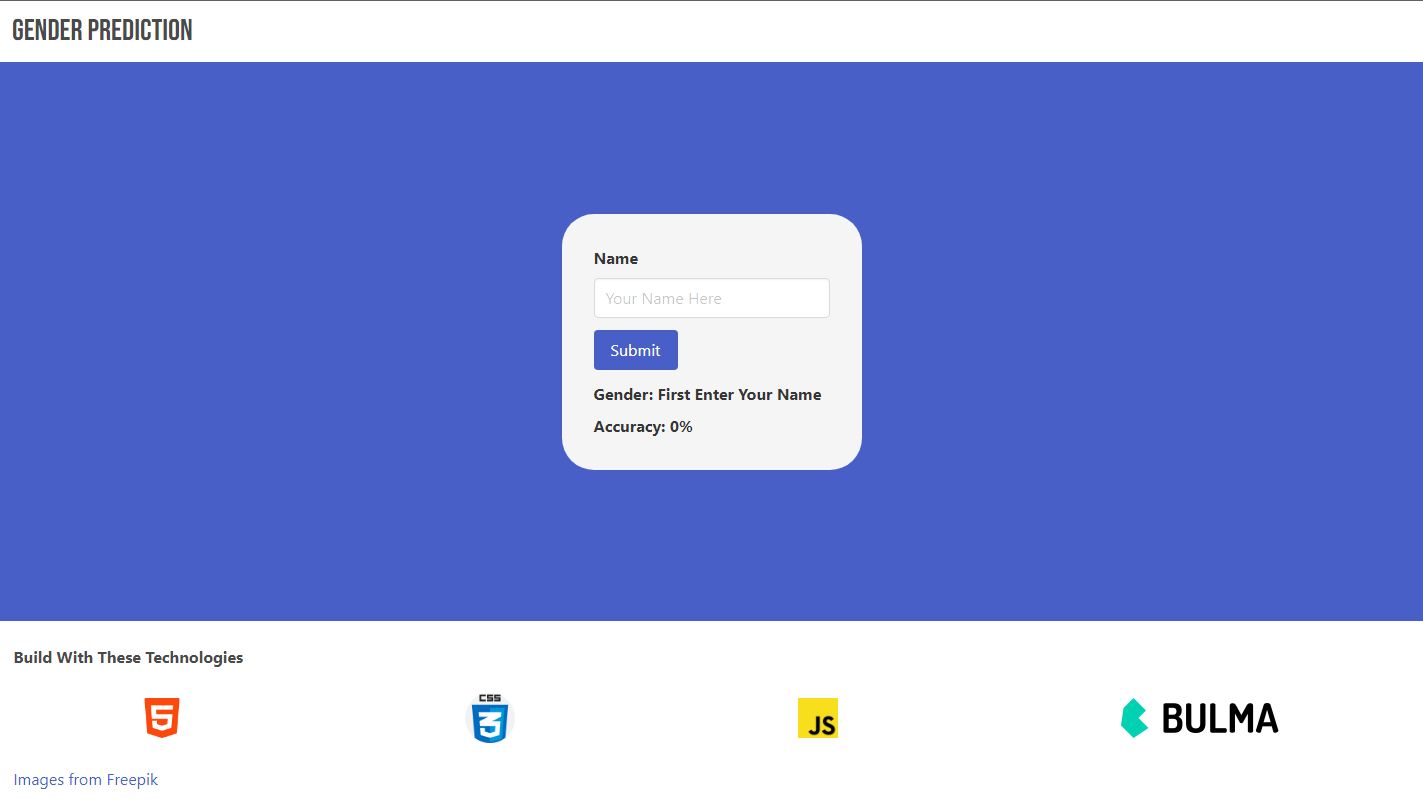 GENDER PREDICTION
Name
Your Name Here
Submit
Gender: First Enter Your Name
Accuracy: 0%
Build With These Technologies
5
CSS
3
JS
BULMA
Images from Freepik